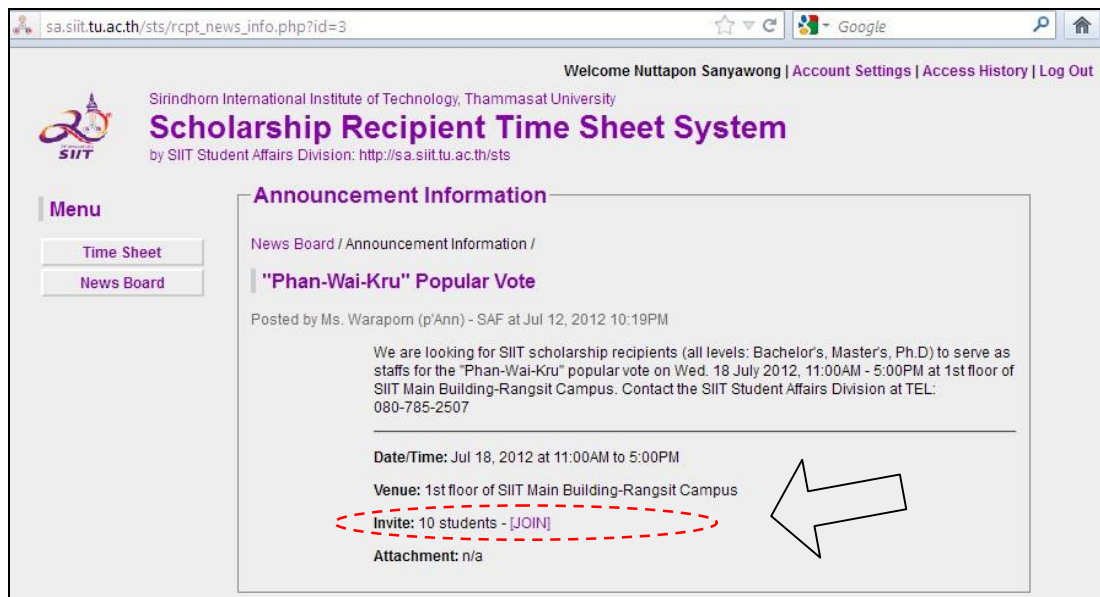 sa.siit.tu.ac.th/sts/rcpt_news_info.php?id=3
Google
Welcome Nuttapon Sanyawong | Account Settings | Access History | Log Out
SIIT
Sirindhorn International Institute of Technology, Thammasat University
Scholarship Recipient Time Sheet System
by SIIT Student Affairs Division: http://sa.siit.tu.ac.th/sts
Menu
Time Sheet
News Board
Announcement Information
News Board / Announcement Information /
"Phan-Wai-Kru" Popular Vote
Posted by Ms. Waraporn (p'Ann) - SAF at Jul 12, 2012 10:19PM
We are looking for SIIT scholarship recipients (all levels: Bachelor's, Master's, Ph.D) to serve as
staffs for the "Phan-Wai-Kru" popular vote on Wed. 18 July 2012, 11:00AM - 5:00PM at 1st floor of
SIIT Main Building-Rangsit Campus. Contact the SIIT Student Affairs Division at TEL:
080-785-2507
Date/Time: Jul 18, 2012 at 11:00AM to 5:00PM
Venue: 1st floor of SIIT Main Building-Rangsit Campus
Invite: 10 students - [JOIN]
Attachment: n/a